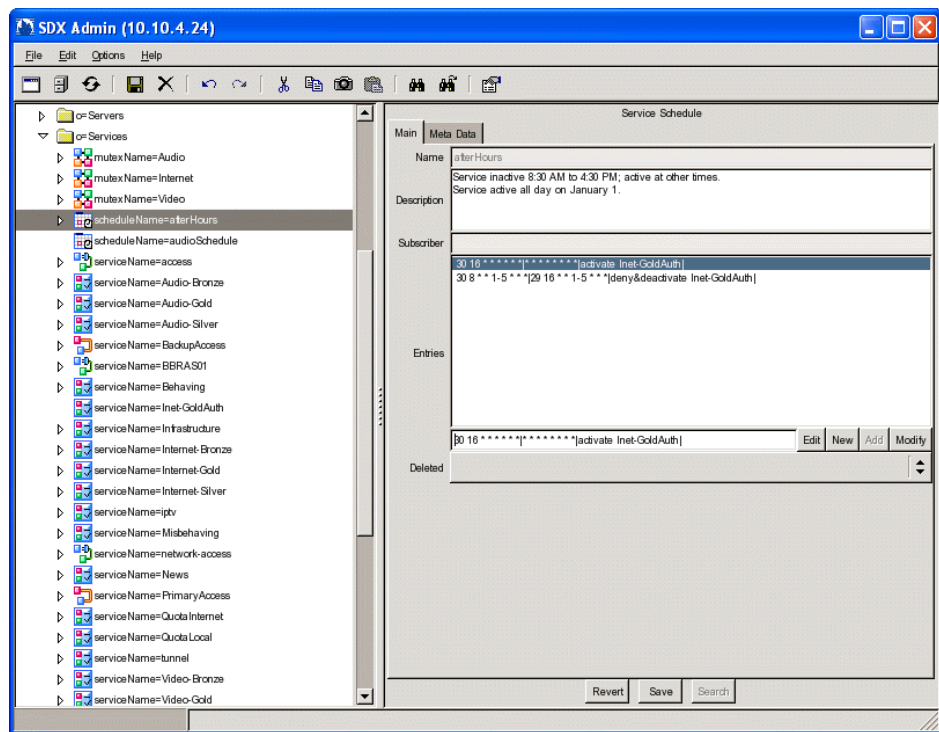 SDX Admin (10.10.4.24)
File Edit Options Help
o=Servers
o=Services
mutexName=Audio
mutexName=Internet
mutexName=Video
scheduleName=afterHours
scheduleName=audioSchedule
serviceName=access
serviceName=Audio-Bronze
serviceName=Audio-Gold
serviceName=Audio-Silver
serviceName=BackupAccess
serviceName=BBRAS01
serviceName=Behaving
serviceName=Inet-GoldAuth
serviceName=Infrastructure
serviceName=Internet-Bronze
serviceName=Internet-Gold
serviceName=Internet-Silver
serviceName=iptv
serviceName=Misbehaving
serviceName=network-access
serviceName=News
serviceName=PrimaryAccess
serviceName=QuotaInternet
serviceName=QuotaLocal
serviceName=tunnel
serviceName=Video-Bronze
serviceName=Video-Gold
Service Schedule
Main Meta Data
Name afterHours
Description Service inactive 8:30 AM to 4:30 PM; active at other times.
Service active all day on January 1.
Subscriber
Entries
30 16 * * * * * *|* * * * * * * *|activate Inet-GoldAuth|
30 8 * * 1-5 * * *|29 16 * * 1-5 * * *|deny&deactivate Inet-GoldAuth|
30 16 * * * * * *|* * * * * * * *|activate Inet-GoldAuth| Edit New Add Modify
Deleted
Revert Save Search